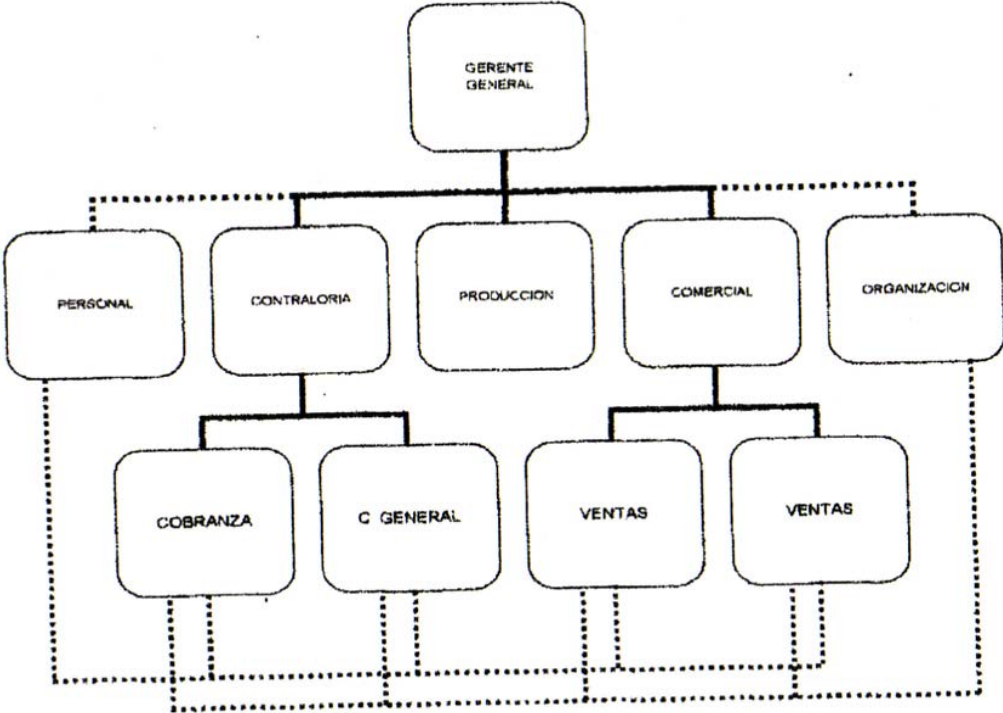 GERENTE
GENERAL
PERSONAL
CONTRALORIA
PRODUCCION
COMERCIAL
ORGANIZACION
COBRANZA
C GENERAL
VENTAS
VENTAS